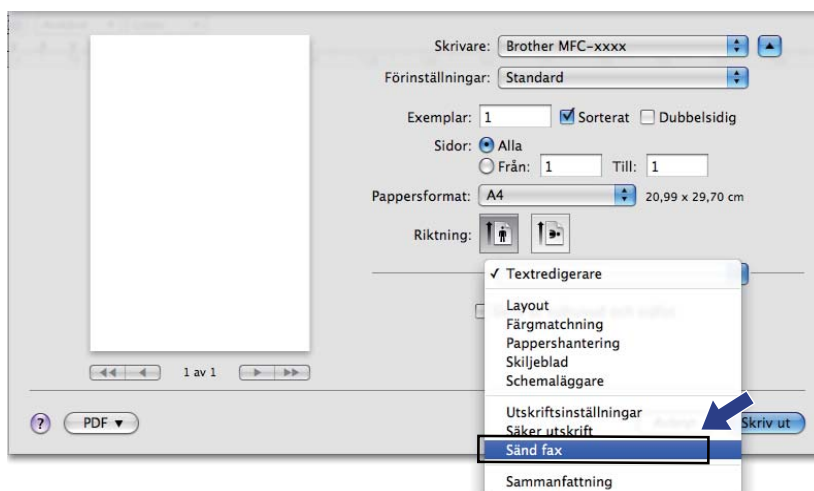 Skrivare: Brother MFC-xxxx
Förinställningar: Standard
Exemplar: 1 Sorterat Dubbelsidig
Sidor: Alla
Från: 1 Till: 1
Pappersformat: A4 20,99 x 29,70 cm
Riktning:
✓ Textredigerare
Layout
Färgmatchning
Pappershantering
Skiljeblad
Schemaläggare
1 av 1
Utskriftsinställningar
Säker utskrift
Sänd fax
Sammanfattning
? PDF ▼ Skriv ut